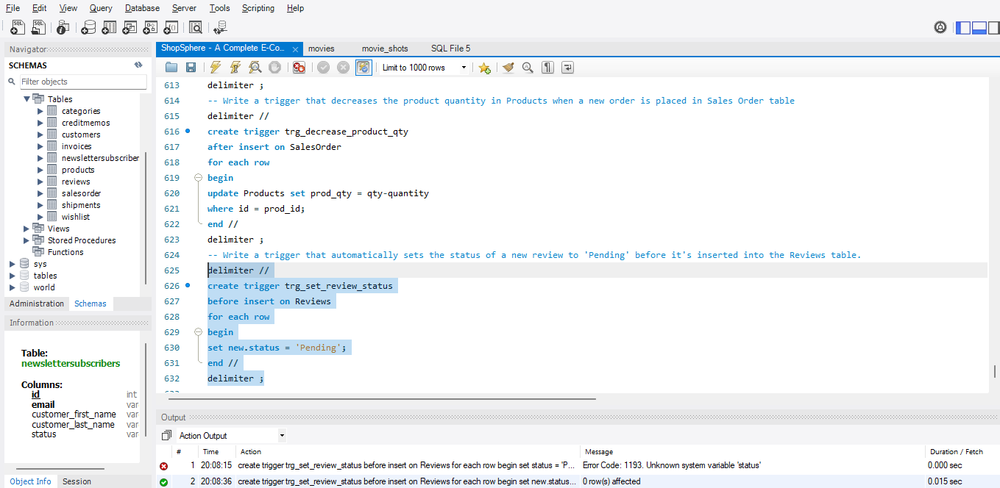 File Edit View Query Database Server Tools Scripting Help
Navigator
SCHEMAS
Filter objects
Tables
categories
creditmemos
customers
invoices
newslettersubscriber
products
reviews
salesorder
shipments
wishlist
Views
Stored Procedures
Functions
sys
tables
world
Administration Schemas
Information
Table:
newslettersubscribers
Columns:
id int
email var
customer_first_name var
customer_last_name var
status var
Object Info Session
ShopSphere - A Complete E-Co... movies movie_shots SQL File 5
Limit to 1000 rows
613 delimiter ;
614 -- Write a trigger that decreases the product quantity in Products when a new order is placed in Sales Order table
615 delimiter //
616 create trigger trg_decrease_product_qty
617 after insert on SalesOrder
618 for each row
619 begin
620 update Products set prod_qty = qty-quantity
621 where id = prod_id;
622 end //
623 delimiter ;
624 -- Write a trigger that automatically sets the status of a new review to 'Pending' before it's inserted into the Reviews table.
625 delimiter //
626 create trigger trg_set_review_status
627 before insert on Reviews
628 for each row
629 begin
630 set new.status = 'Pending';
631 end //
632 delimiter ;
Output
Action Output
# Time Action Message Duration / Fetch
1 20:08:15 create trigger trg_set_review_status before insert on Reviews for each row begin set status = 'P... Error Code: 1193. Unknown system variable 'status' 0.000 sec
2 20:08:36 create trigger trg_set_review_status before insert on Reviews for each row begin set new.status... 0 row(s) affected 0.015 sec